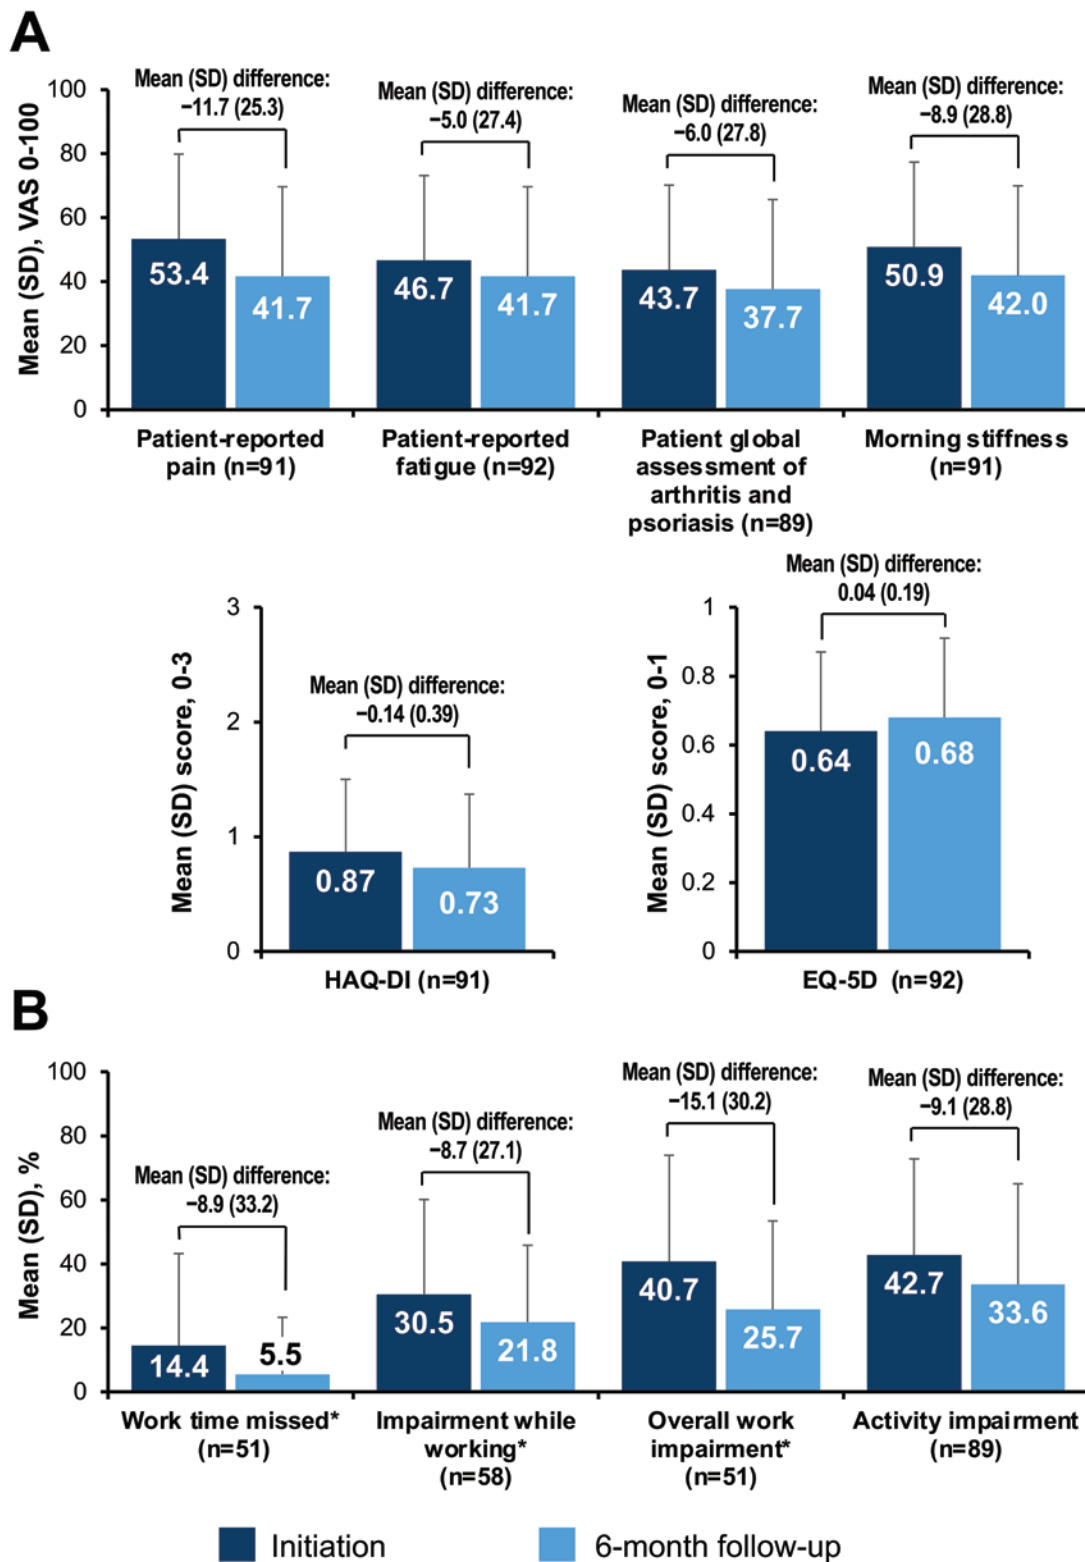 A
Mean (SD) difference:
−11.7 (25.3)
Mean (SD) difference:
−5.0 (27.4)
Mean (SD) difference:
−6.0 (27.8)
Mean (SD) difference:
−8.9 (28.8)
Mean (SD), VAS 0-100
100
80
60
40
20
0
53.4
41.7
46.7
41.7
43.7
37.7
50.9
42.0
Patient-reported
pain (n=91)
Patient-reported
fatigue (n=92)
Patient global
assessment of
arthritis and
psoriasis (n=89)
Morning stiffness
(n=91)
Mean (SD) score, 0-3
3
2
1
0
Mean (SD) difference:
−0.14 (0.39)
0.87
0.73
HAQ-DI (n=91)
Mean (SD) difference:
0.04 (0.19)
Mean (SD) score, 0-1
1
0.8
0.6
0.4
0.2
0
0.64
0.68
EQ-5D (n=92)
B
Mean (SD), %
100
80
60
40
20
0
Mean (SD) difference:
−8.9 (33.2)
Mean (SD) difference:
−8.7 (27.1)
Mean (SD) difference:
−15.1 (30.2)
Mean (SD) difference:
−9.1 (28.8)
14.4
5.5
30.5
21.8
40.7
25.7
42.7
33.6
Work time missed*
(n=51)
Impairment while
working*
(n=58)
Overall work
impairment*
(n=51)
Activity impairment
(n=89)
Initiation
6-month follow-up